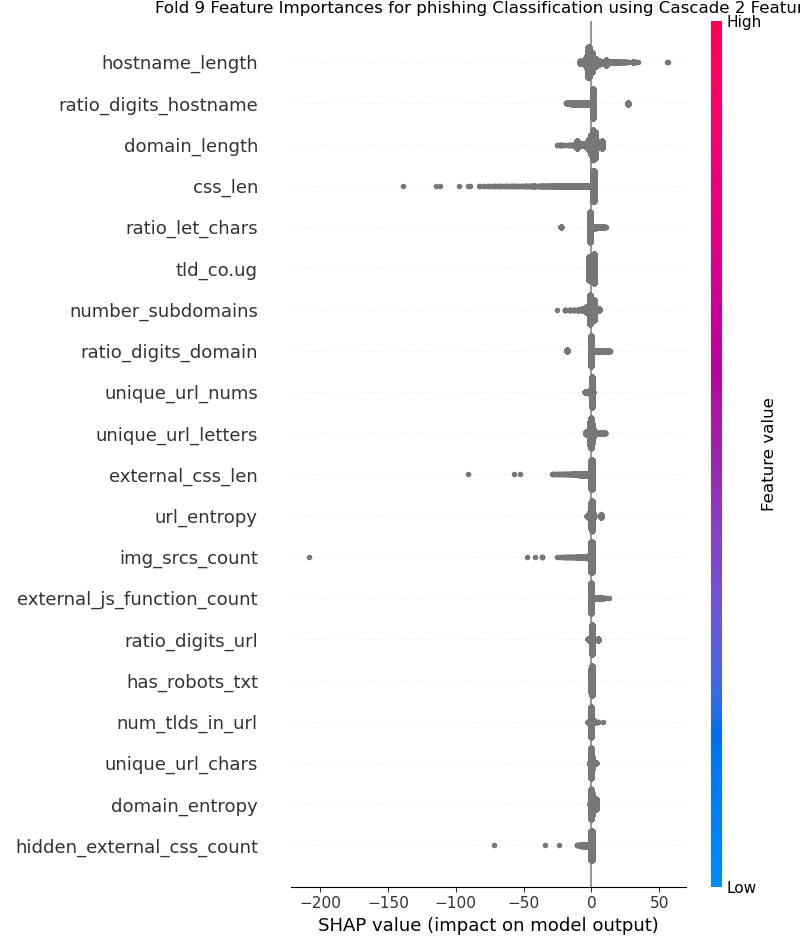 Fold 9 Feature Importances for phishing Classification using Cascade 2 Featur
High
hostname_length
ratio_digits_hostname
domain_length
css_len
ratio_let_chars
tld_co.ug
number_subdomains
ratio_digits_domain
unique_url_nums
unique_url_letters
external_css_len
url_entropy
img_srcs_count
external_js_function_count
ratio_digits_url
has_robots_txt
num_tlds_in_url
unique_url_chars
domain_entropy
hidden_external_css_count
Feature value
Low
−200 −150 −100 −50 0 50
SHAP value (impact on model output)